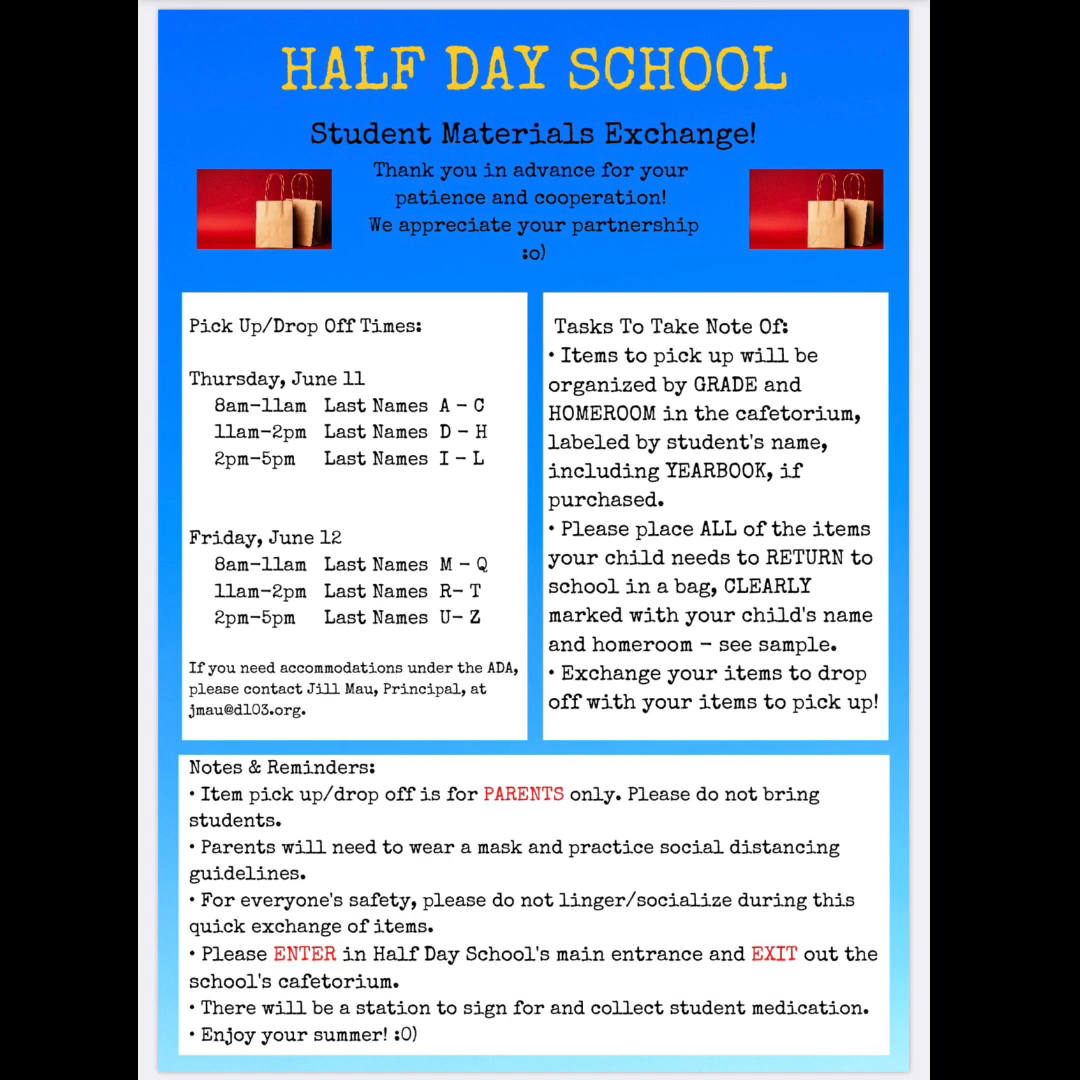 HALF DAY SCHOOL
Student Materials Exchange!
Thank you in advance for your
patience and cooperation!
We appreciate your partnership
:o)
Pick Up/Drop Off Times:
Thursday, June 11
8am-11am Last Names A - C
11am-2pm Last Names D - H
2pm-5pm Last Names I - L
Friday, June 12
8am-11am Last Names M - Q
11am-2pm Last Names R- T
2pm-5pm Last Names U- Z
If you need accommodations under the ADA,
please contact Jill Mau, Principal, at
jmau@d103.org.
Tasks To Take Note Of:
• Items to pick up will be
organized by GRADE and
HOMEROOM in the cafetorium,
labeled by student's name,
including YEARBOOK, if
purchased.
• Please place ALL of the items
your child needs to RETURN to
school in a bag, CLEARLY
marked with your child's name
and homeroom - see sample.
• Exchange your items to drop
off with your items to pick up!
Notes & Reminders:
• Item pick up/drop off is for PARENTS only. Please do not bring
students.
• Parents will need to wear a mask and practice social distancing
guidelines.
• For everyone's safety, please do not linger/socialize during this
quick exchange of items.
• Please ENTER in Half Day School's main entrance and EXIT out the
school's cafetorium.
• There will be a station to sign for and collect student medication.
• Enjoy your summer! :0)